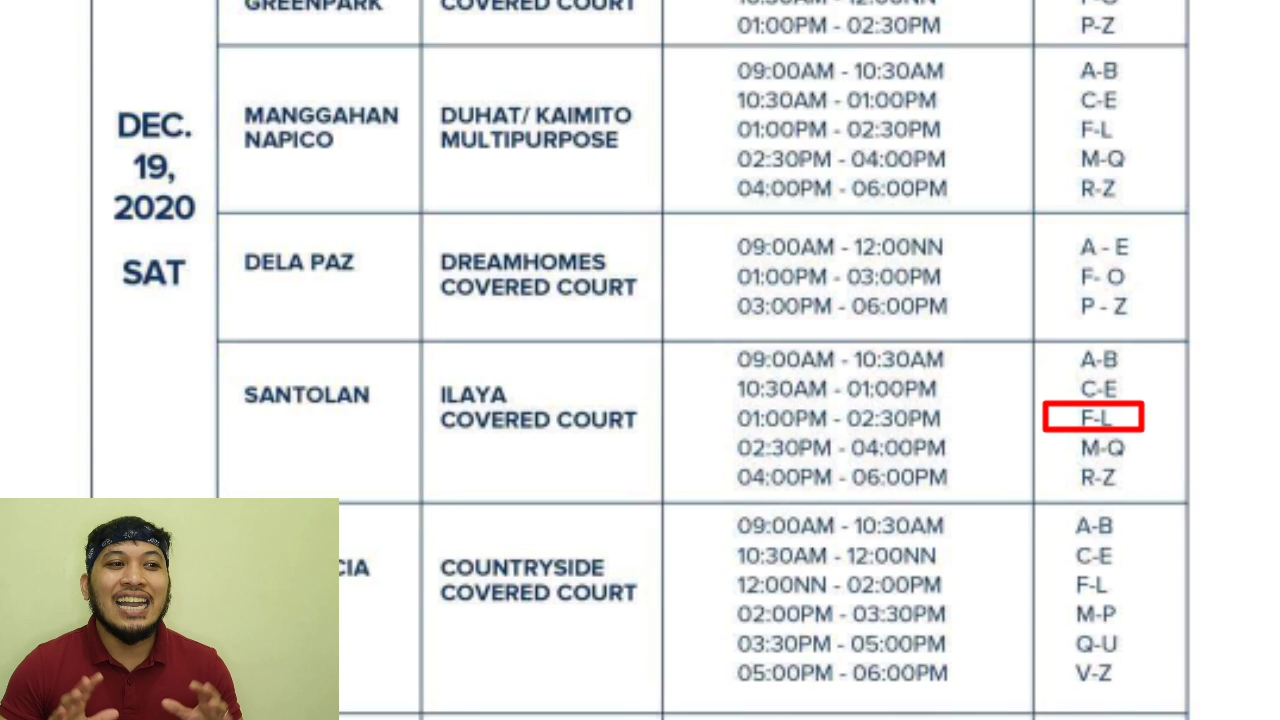 GREENPARK
COVERED COURT
01:00PM - 02:30PM
P-Z
DEC.
19,
2020
SAT
MANGGAHAN
NAPICO
DUHAT/ KAIMITO
MULTIPURPOSE
09:00AM - 10:30AM
A-B
10:30AM - 01:00PM
C-E
01:00PM - 02:30PM
F-L
02:30PM - 04:00PM
M-Q
04:00PM - 06:00PM
R-Z
DELA PAZ
DREAMHOMES
COVERED COURT
09:00AM - 12:00NN
A - E
01:00PM - 03:00PM
F- O
03:00PM - 06:00PM
P - Z
SANTOLAN
ILAYA
COVERED COURT
09:00AM - 10:30AM
A-B
10:30AM - 01:00PM
C-E
01:00PM - 02:30PM
F-L
02:30PM - 04:00PM
M-Q
04:00PM - 06:00PM
R-Z
CIA
COUNTRYSIDE
COVERED COURT
09:00AM - 10:30AM
A-B
10:30AM - 12:00NN
C-E
12:00NN - 02:00PM
F-L
02:00PM - 03:30PM
M-P
03:30PM - 05:00PM
Q-U
05:00PM - 06:00PM
V-Z